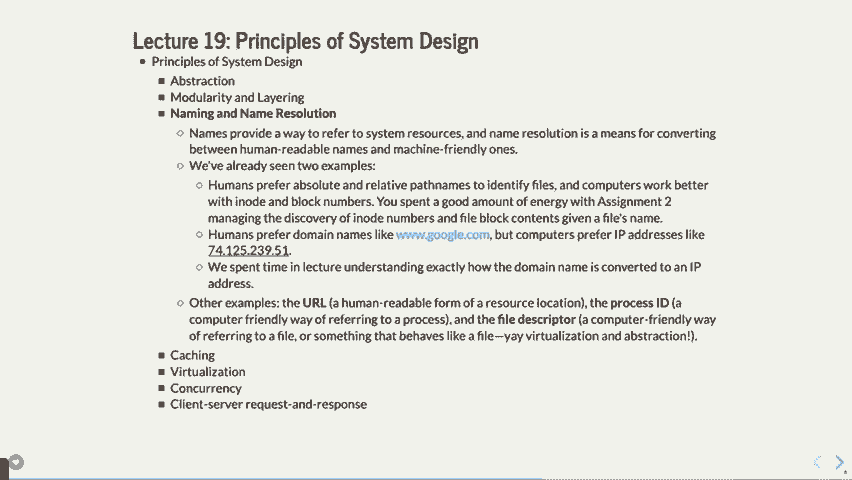 Lecture 19: Principles of System Design
Principles of System Design
Abstraction
Modularity and Layering
Naming and Name Resolution
Names provide a way to refer to system resources, and name resolution is a means for converting
between human-readable names and machine-friendly ones.
We've already seen two examples:
Humans prefer absolute and relative pathnames to identify files, and computers work better
with inode and block numbers. You spent a good amount of energy with Assignment 2
managing the discovery of inode numbers and file block contents given a file's name.
Humans prefer domain names like www.google.com, but computers prefer IP addresses like
74.125.239.51.
We spent time in lecture understanding exactly how the domain name is converted to an IP
address.
Other examples: the URL (a human-readable form of a resource location), the process ID (a
computer friendly way of referring to a process), and the file descriptor (a computer-friendly way
of referring to a file, or something that behaves like a file—yay virtualization and abstraction!).
Caching
Virtualization
Concurrency
Client-server request-and-response